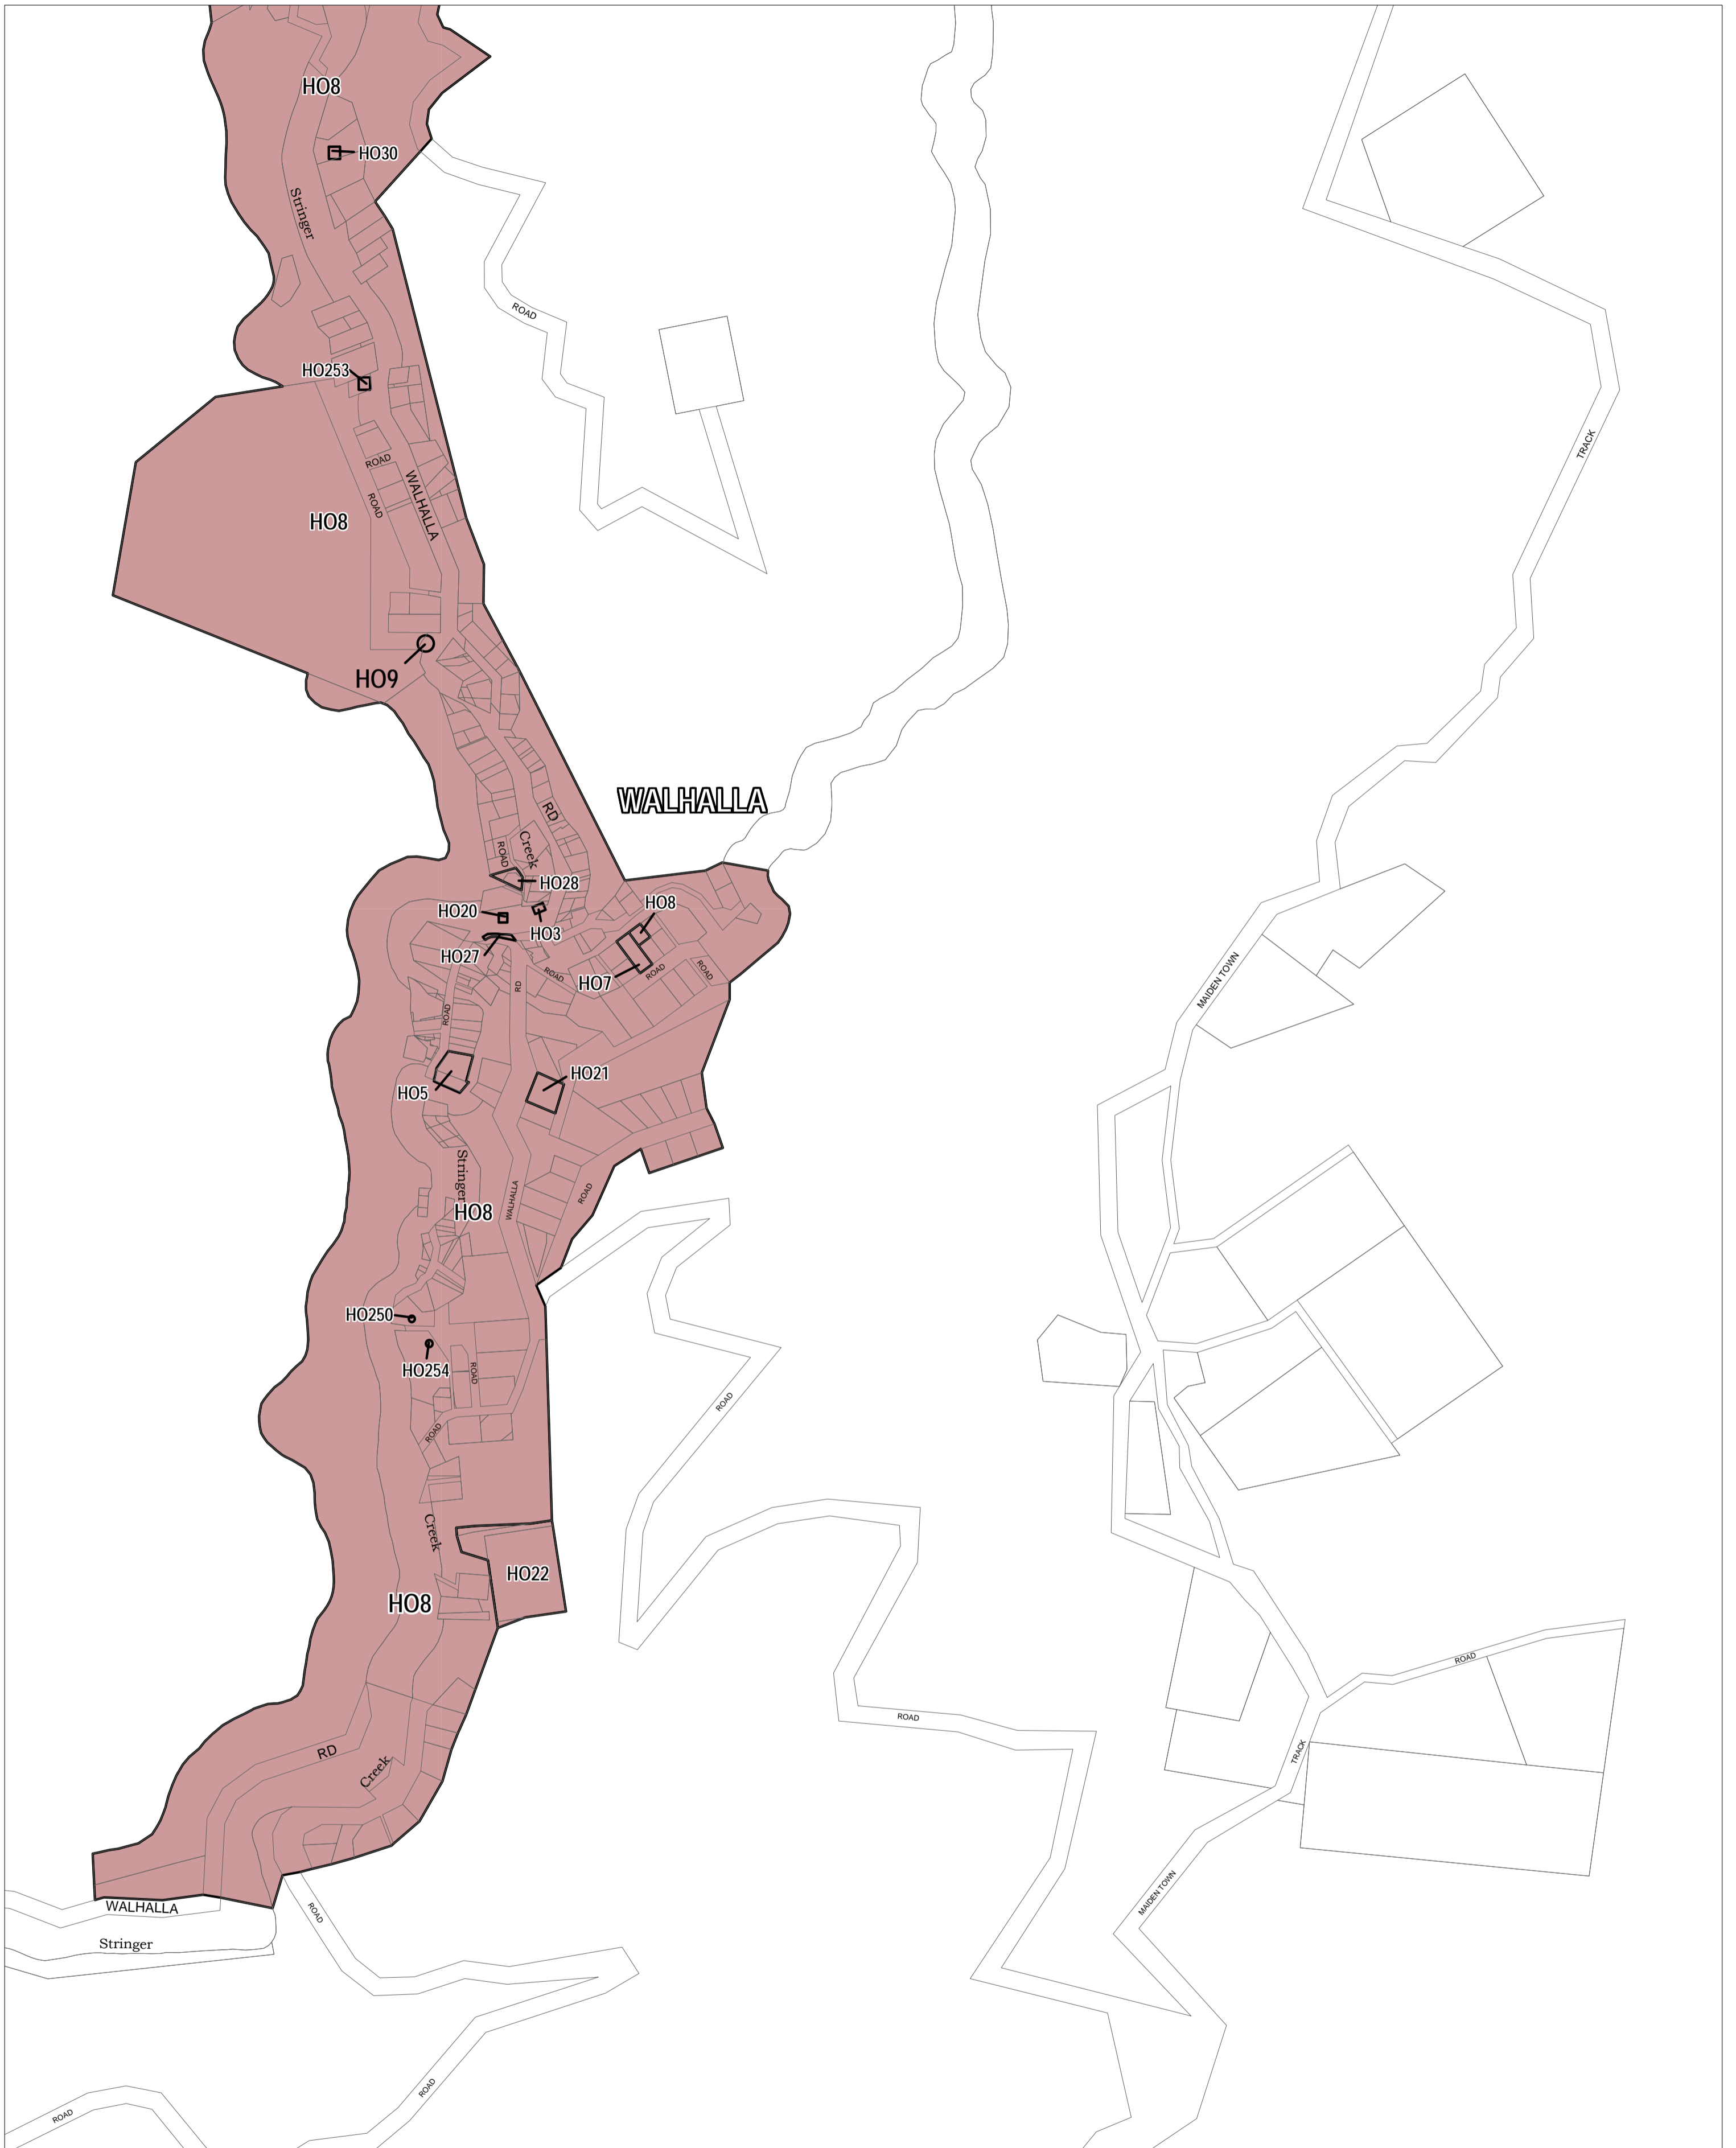 HO8
HO30
Stringer
ROAD
HO253
TRACK
ROAD
WALHALLA
ROAD
HO8
HO9
WALHALLA
RD
Creek
ROAD
HO28
HO8
HO20
HO3
HO27
ROAD
ROAD
ROAD
HO7
MAIDEN TOWN
RD
ROAD
HO21
HO5
Stringer
ROAD
WALHALLA
HO8
HO250
HO254
ROAD
ROAD
ROAD
Creek
HO22
HO8
ROAD
ROAD
RD
TRACK
Creek
MAIDEN TOWN
WALHALLA
ROAD
Stringer
ROAD
ROAD